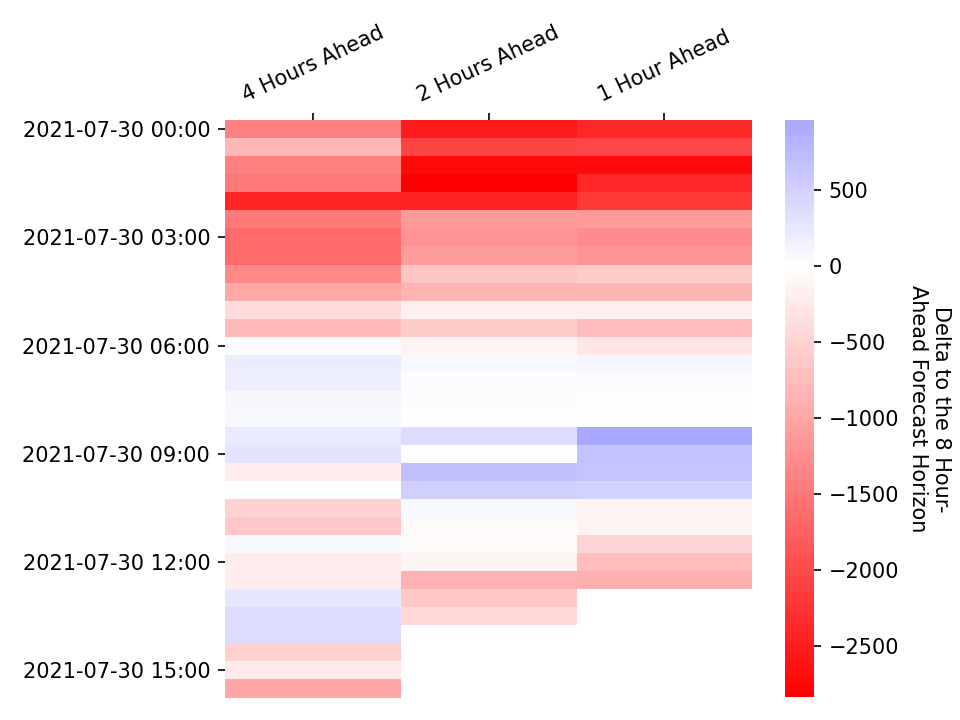 4 Hours Ahead
2 Hours Ahead
1 Hour Ahead
2021-07-30 00:00
2021-07-30 03:00
2021-07-30 06:00
2021-07-30 09:00
2021-07-30 12:00
2021-07-30 15:00
500
0
−500
−1000
−1500
−2000
−2500
Delta to the 8 Hour-
Ahead Forecast Horizon